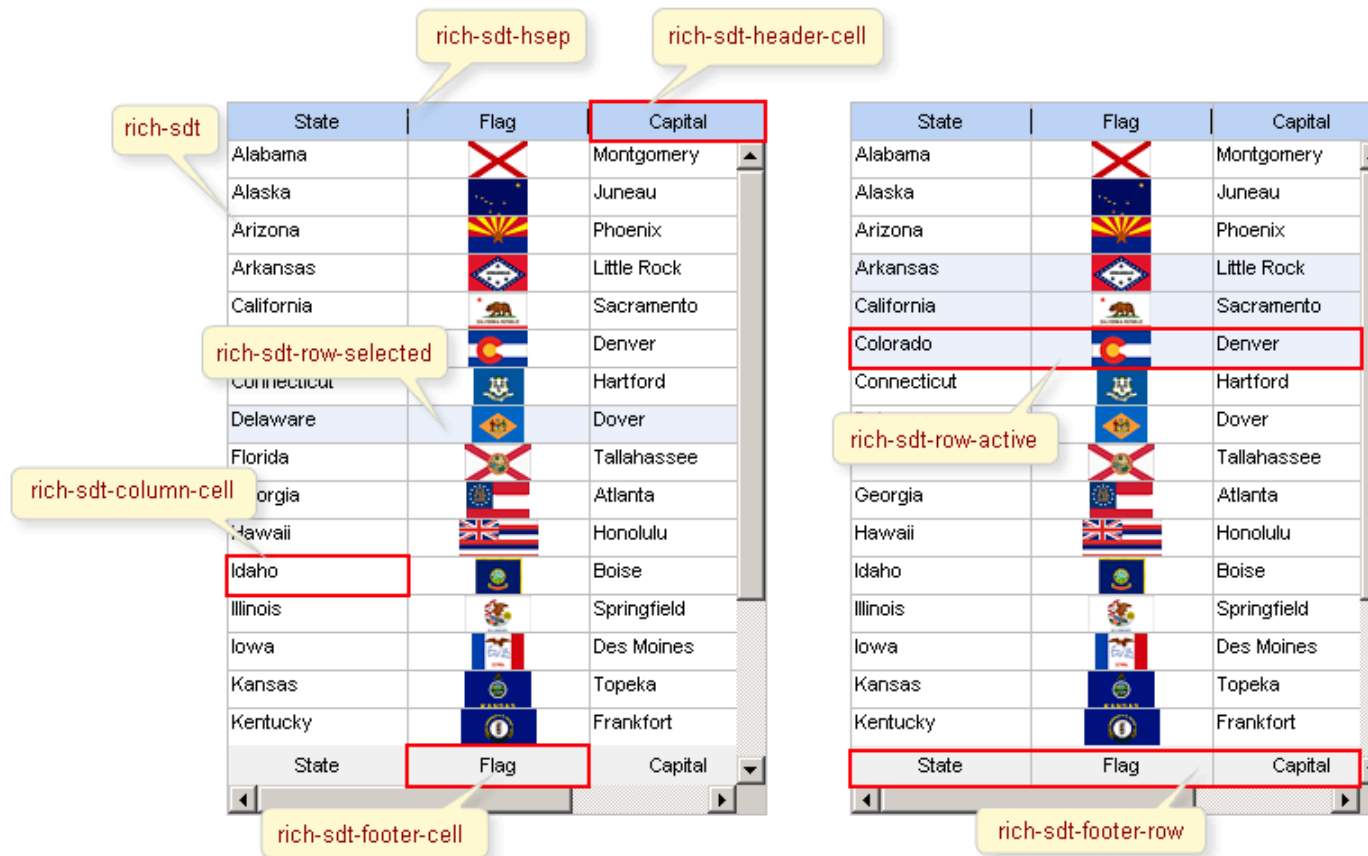 rich-sdt-hsep
rich-sdt-header-cell
rich-sdt
State Flag Capital
Alabama Montgomery
Alaska Juneau
Arizona Phoenix
Arkansas Little Rock
California Sacramento
Denver
rich-sdt-row-selected
Connecticut Hartford
Delaware Dover
Florida Tallahassee
rich-sdt-column-cell
orgia Atlanta
Hawaii Honolulu
Idaho Boise
Illinois Springfield
Iowa Des Moines
Kansas Topeka
Kentucky Frankfort
State Flag Capital
rich-sdt-footer-cell
State Flag Capital
Alabama Montgomery
Alaska Juneau
Arizona Phoenix
Arkansas Little Rock
California Sacramento
Colorado Denver
Connecticut Hartford
Dover
rich-sdt-row-active
Tallahassee
Georgia Atlanta
Hawaii Honolulu
Idaho Boise
Illinois Springfield
Iowa Des Moines
Kansas Topeka
Kentucky Frankfort
State Flag Capital
rich-sdt-footer-row